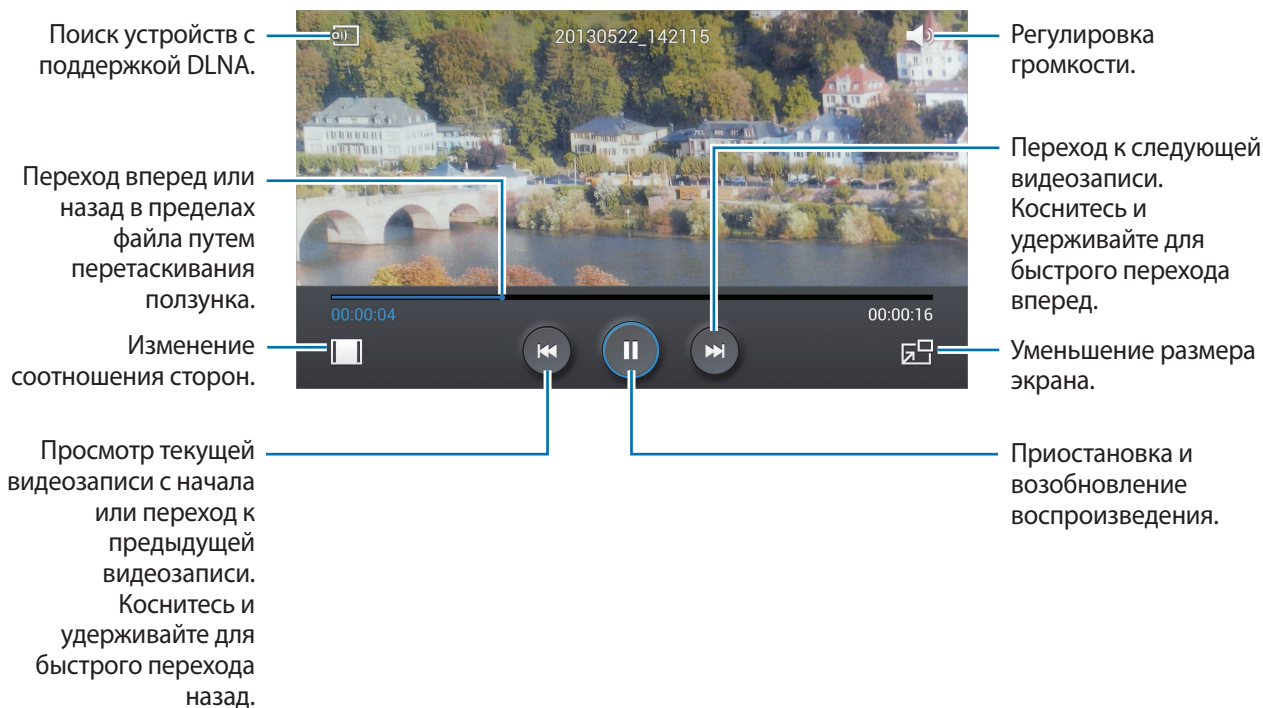 Поиск устройств с
поддержкой DLNA.
20130522_142115
Регулировка
громкости.
Переход вперед или
назад в пределах
файла путем
перетаскивания
ползунка.
Переход к следующей
видеозаписи.
Коснитесь и
удерживайте для
быстрого перехода
вперед.
00:00:04
00:00:16
Изменение
соотношения сторон.
Уменьшение размера
экрана.
Просмотр текущей
видеозаписи с начала
или переход к
предыдущей
видеозаписи.
Коснитесь и
удерживайте для
быстрого перехода
назад.
Приостановка и
возобновление
воспроизведения.